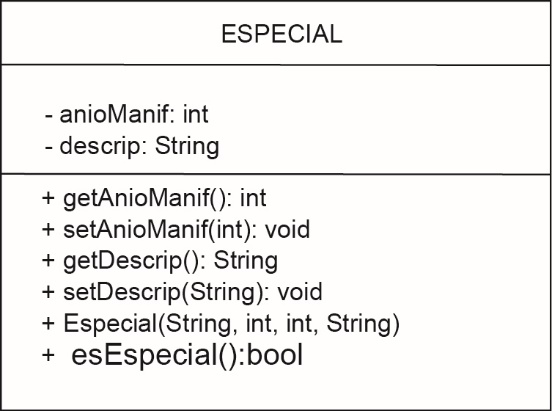 ESPECIAL
- anioManif: int
- descrip: String
+ getAnioManif(): int
+ setAnioManif(int): void
+ getDescrip(): String
+ setDescrip(String): void
+ Especial(String, int, int, String)
+ esEspecial():bool